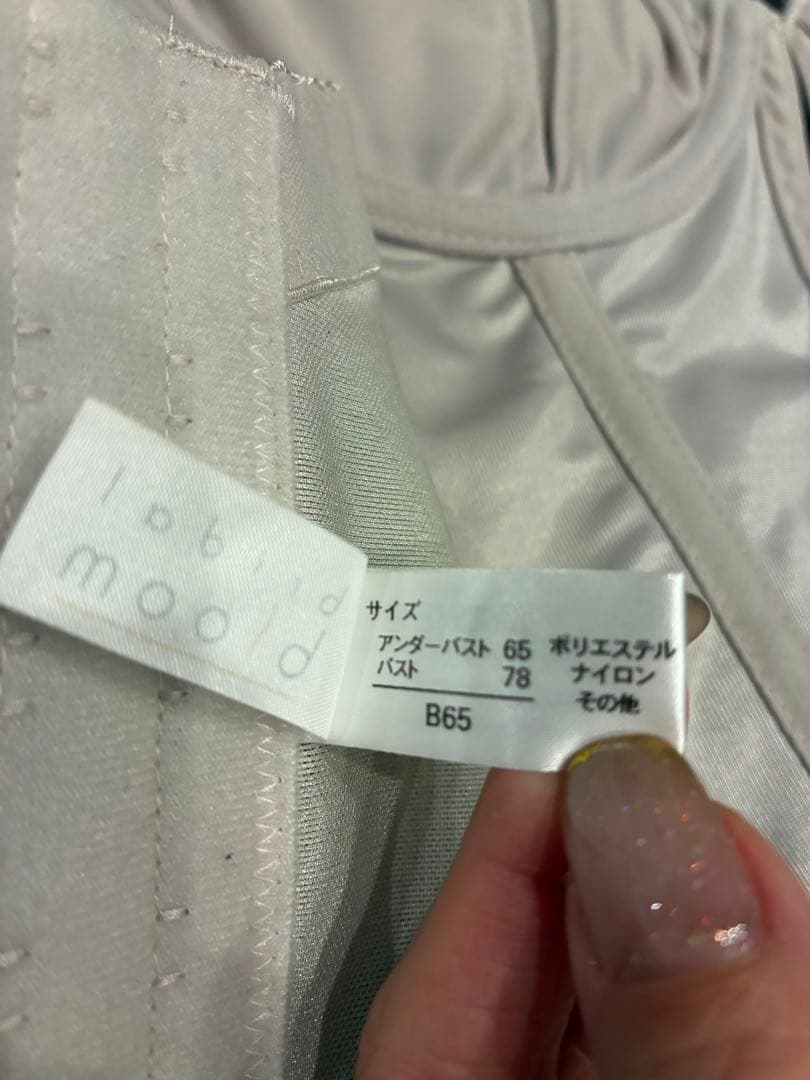 moold
サイズ
アンダーバスト 65
バスト 78
B65
ポリエステル
ナイロン
その他